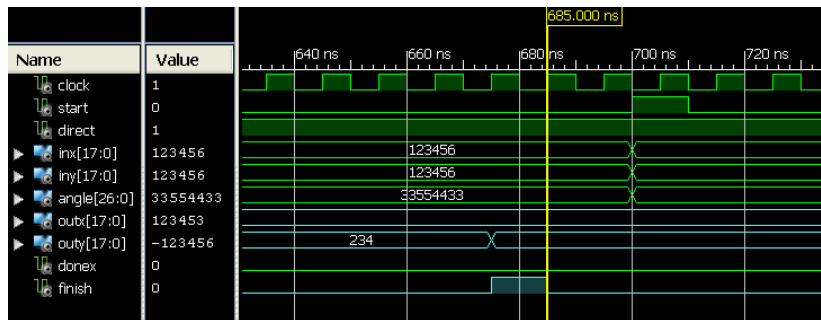 685.000 ns
640 ns 660 ns 680 ns 700 ns 720 ns
Name Value
clock 1
start 0
direct 1
inx[17:0] 123456 123456
iny[17:0] 123456 123456
angle[26:0] 33554433 33554433
outx[17:0] 123453
outy[17:0] -123456 234
donex 0
finish 0